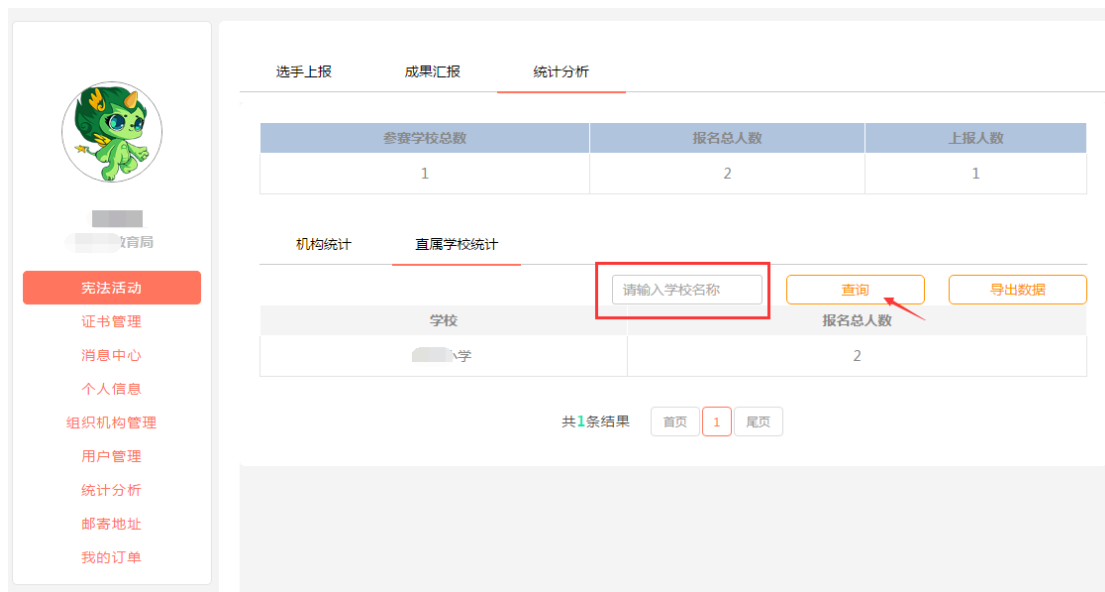 选手上报 成果汇报 统计分析
参赛学校总数 报名总人数 上报人数
1 2 1
教育局
机构统计 直属学校统计
宪法活动
证书管理
消息中心
个人信息
组织机构管理
用户管理
统计分析
邮寄地址
我的订单
请输入学校名称 查询 导出数据
学校 报名总人数
小学 2
共1条结果 首页 1 尾页